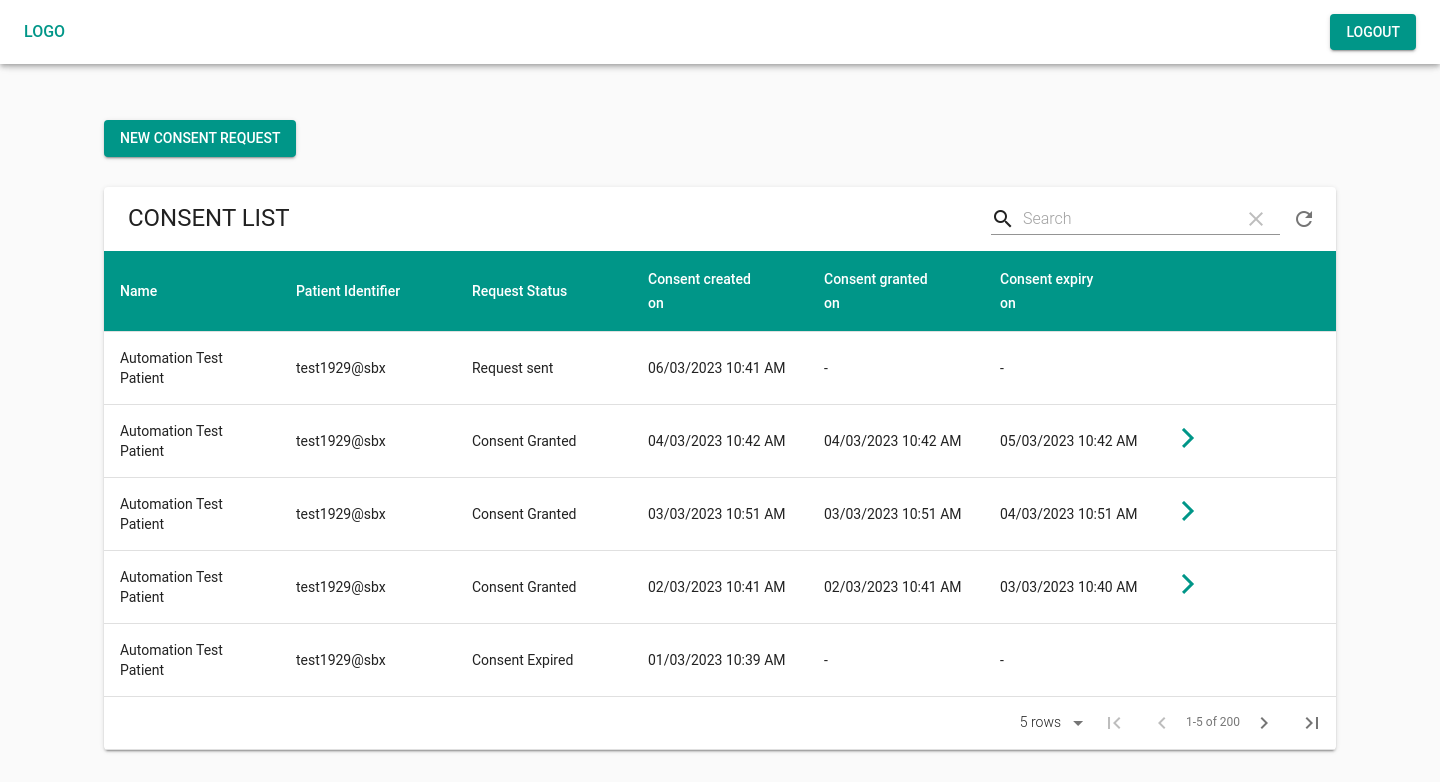 LOGO
LOGOUT
NEW CONSENT REQUEST
CONSENT LIST
Search
Name
Patient Identifier
Request Status
Consent created
on
Consent granted
on
Consent expiry
on
Automation Test
Patient
test1929@sbx
Request sent
06/03/2023 10:41 AM
-
-
Automation Test
Patient
test1929@sbx
Consent Granted
04/03/2023 10:42 AM
04/03/2023 10:42 AM
05/03/2023 10:42 AM
Automation Test
Patient
test1929@sbx
Consent Granted
03/03/2023 10:51 AM
03/03/2023 10:51 AM
04/03/2023 10:51 AM
Automation Test
Patient
test1929@sbx
Consent Granted
02/03/2023 10:41 AM
02/03/2023 10:41 AM
03/03/2023 10:40 AM
Automation Test
Patient
test1929@sbx
Consent Expired
01/03/2023 10:39 AM
-
-
5 rows
1-5 of 200